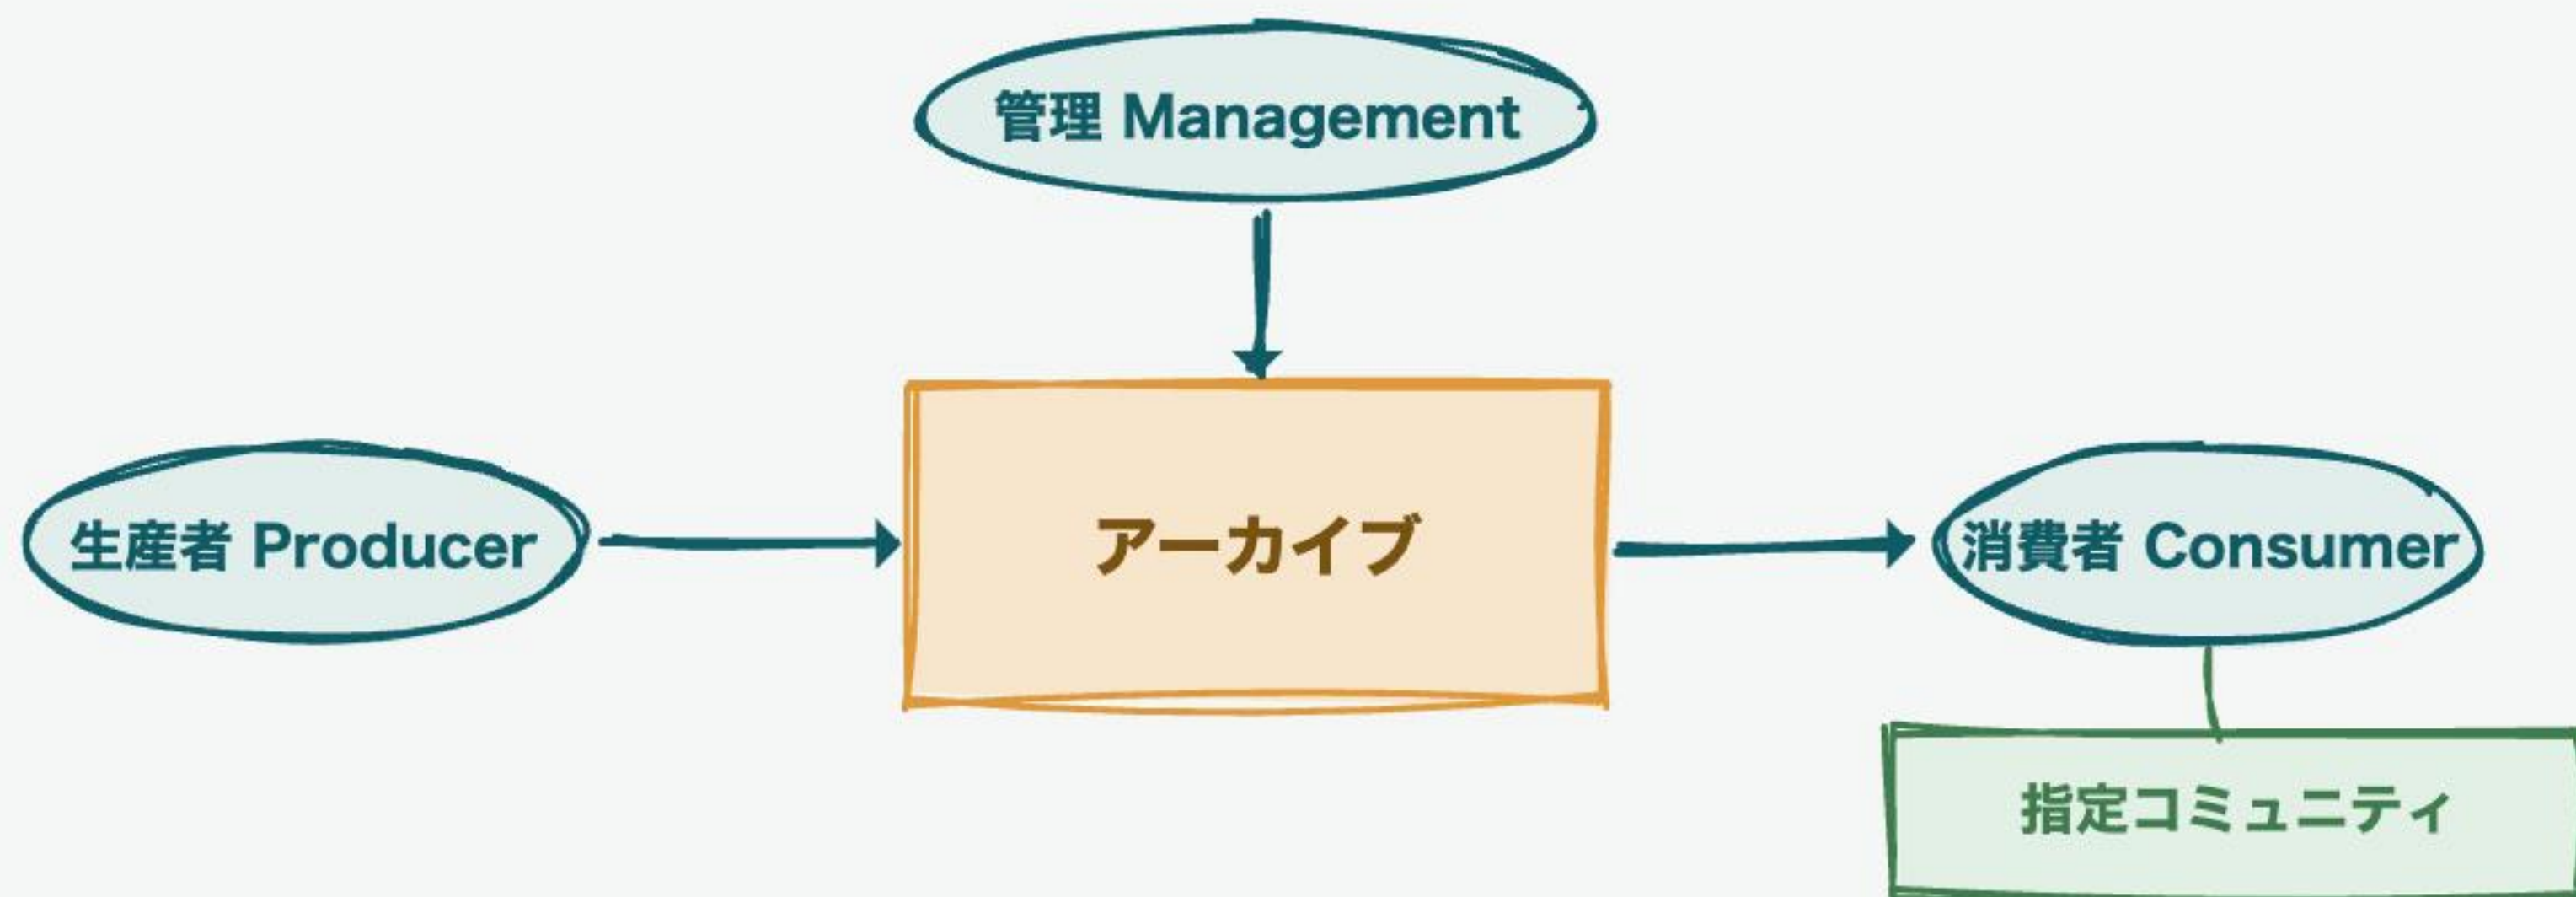 管理 Management
生産者 Producer
アーカイブ
消費者 Consumer
指定コミュニティ